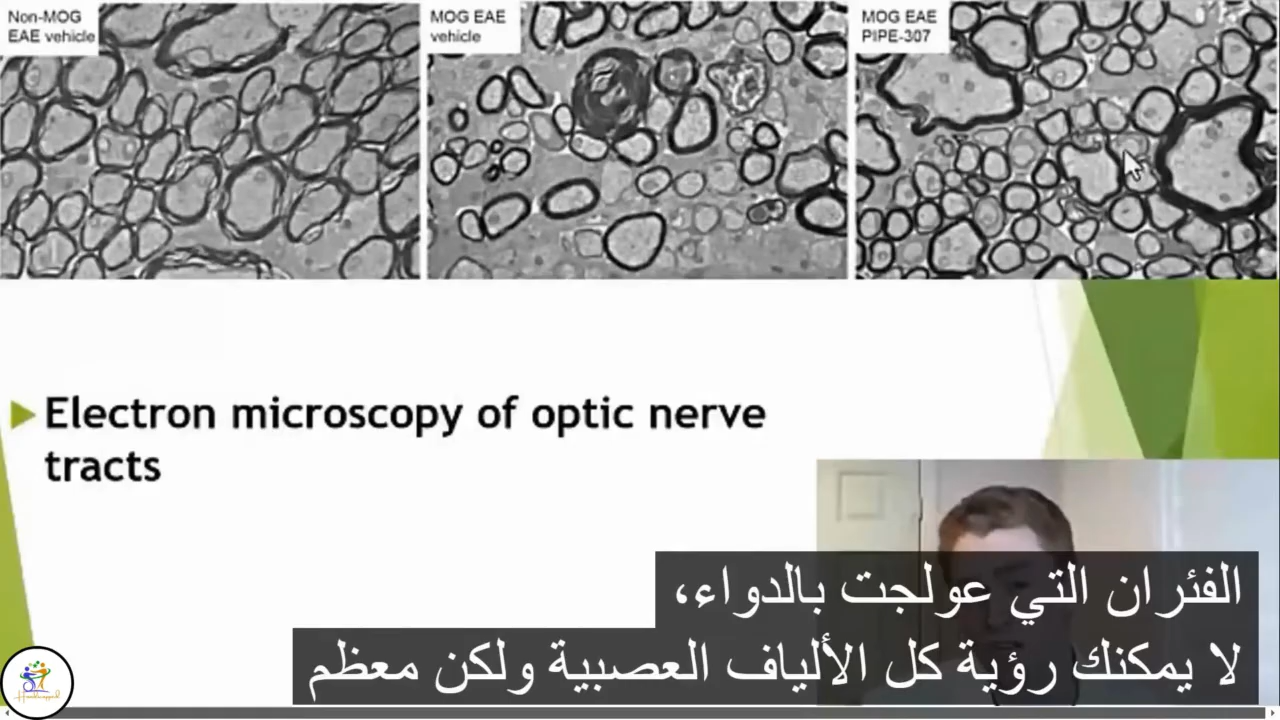 Non-MOG
EAE vehicle
MOG EAE
vehicle
MOG EAE
PIPE-307
Electron microscopy of optic nerve
tracts
الفئران التي عولجت بالدواء،
لا يمكنك رؤية كل الألياف العصبية ولكن معظم